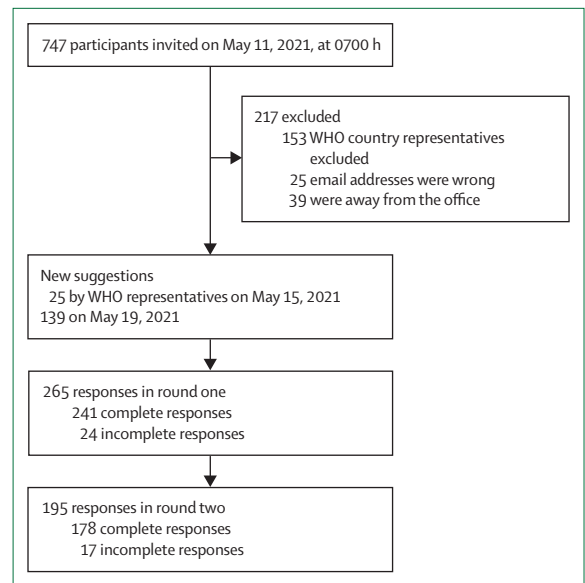 747 participants invited on May 11, 2021, at 0700 h
217 excluded
153 WHO country representatives
excluded
25 email addresses were wrong
39 were away from the office
New suggestions
25 by WHO representatives on May 15, 2021
139 on May 19, 2021
265 responses in round one
241 complete responses
24 incomplete responses
195 responses in round two
178 complete responses
17 incomplete responses